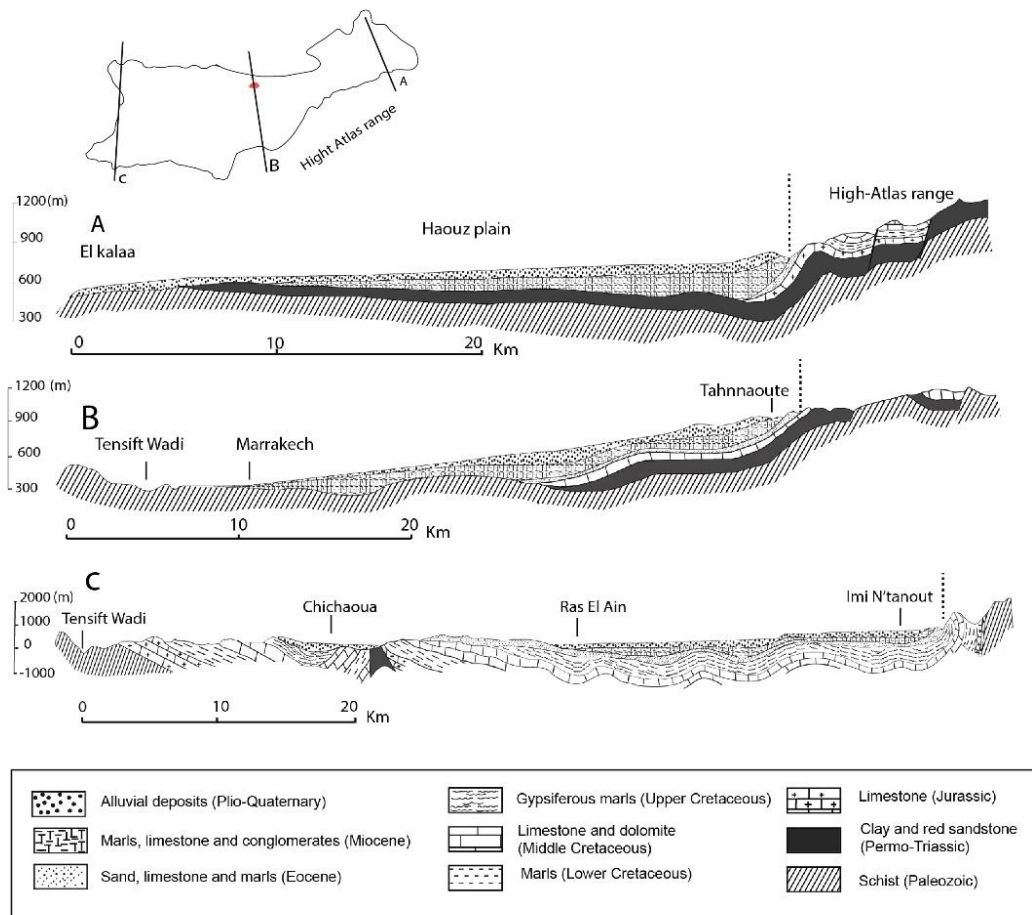 A
B
C
Hight Atlas range
1200 (m)
900
600
300
A
El kalaa
Haouz plain
High-Atlas range
0 10 20 Km
1200 (m)
900
600
300
B
Tensift Wadi
Marrakech
Tahnnaoute
0 10 20 Km
2000 (m)
1000
0
-1000
C
Tensift Wadi
Chichaoua
Ras El Ain
Imi N'tanout
0 10 20 Km
Alluvial deposits (Plio-Quaternary)
Marls, limestone and conglomerates (Miocene)
Sand, limestone and marls (Eocene)
Gypsiferous marls (Upper Cretaceous)
Limestone and dolomite
(Middle Cretaceous)
Marls (Lower Cretaceous)
Limestone (Jurassic)
Clay and red sandstone
(Permo-Triassic)
Schist (Paleozoic)